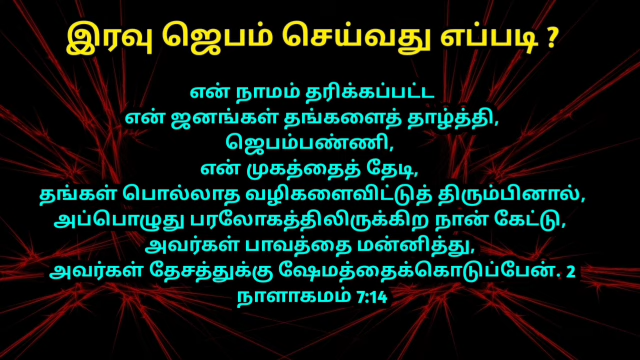 இரவு ஜெபம் செய்வது எப்படி ?
என் நாமம் தரிக்கப்பட்ட
என் ஜனங்கள் தங்களைத் தாழ்த்தி,
ஜெபம்பண்ணி,
என் முகத்தைத் தேடி,
தங்கள் பொல்லாத வழிகளைவிட்டுத் திரும்பினால்,
அப்பொழுது பரலோகத்திலிருக்கிற நான் கேட்டு,
அவர்கள் பாவத்தை மன்னித்து,
அவர்கள் தேசத்துக்கு ஷேமத்தைக்கொடுப்பேன். 2
நாளாகமம் 7:14